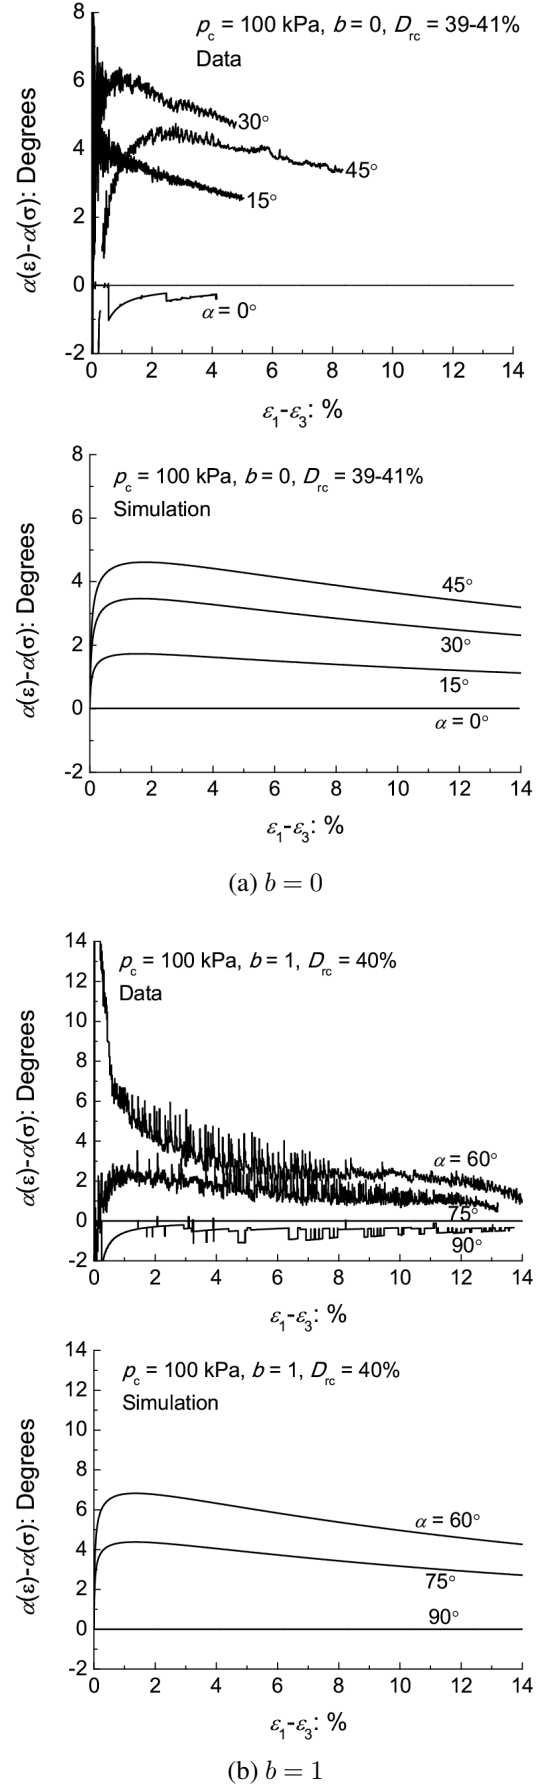 8
p_c = 100 kPa, b = 0, D_rc = 39-41%
Data
6
30°
4
45°
15°
2
0
α = 0°
-2
0 2 4 6 8 10 12 14
α(ε)-α(σ): Degrees
ε_1-ε_3: %
8
p_c = 100 kPa, b = 0, D_rc = 39-41%
6
Simulation
4
45°
30°
2
15°
0
α = 0°
-2
0 2 4 6 8 10 12 14
α(ε)-α(σ): Degrees
ε_1-ε_3: %
(a) b = 0
14
p_c = 100 kPa, b = 1, D_rc = 40%
12
Data
10
8
6
4
α = 60°
2
75°
0
90°
-2
0 2 4 6 8 10 12 14
α(ε)-α(σ): Degrees
ε_1-ε_3: %
14
p_c = 100 kPa, b = 1, D_rc = 40%
12
Simulation
10
8
6
α = 60°
4
75°
2
90°
0
-2
0 2 4 6 8 10 12 14
α(ε)-α(σ): Degrees
ε_1-ε_3: %
(b) b = 1